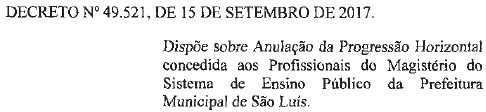 DECRETO Nº 49.521, DE 15 DE SETEMBRO DE 2017.
Dispõe sobre Anulação da Progressão Horizontal
concedida aos Profissionais do Magistério do
Sistema de Ensino Público da Prefeitura
Municipal de São Luís.